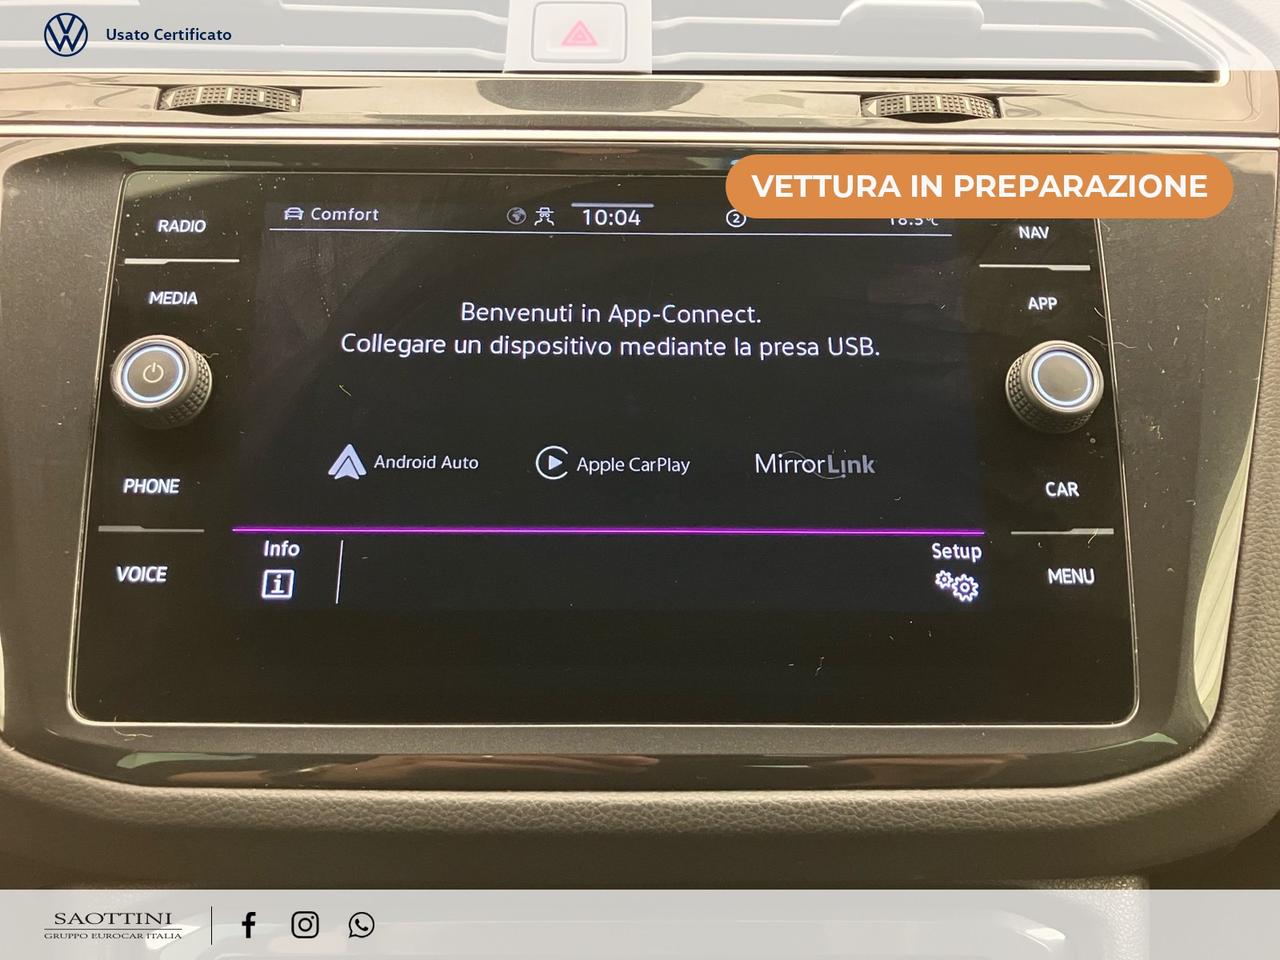 Usato Certificato
VETTURA IN PREPARAZIONE
RADIO
Comfort
10:04
2
NAV
MEDIA
APP
Benvenuti in App-Connect.
Collegare un dispositivo mediante la presa USB.
Android Auto
Apple CarPlay
MirrorLink
PHONE
CAR
Info
Setup
VOICE
MENU
SAOTTINI
GRUPPO EUROCAR ITALIA